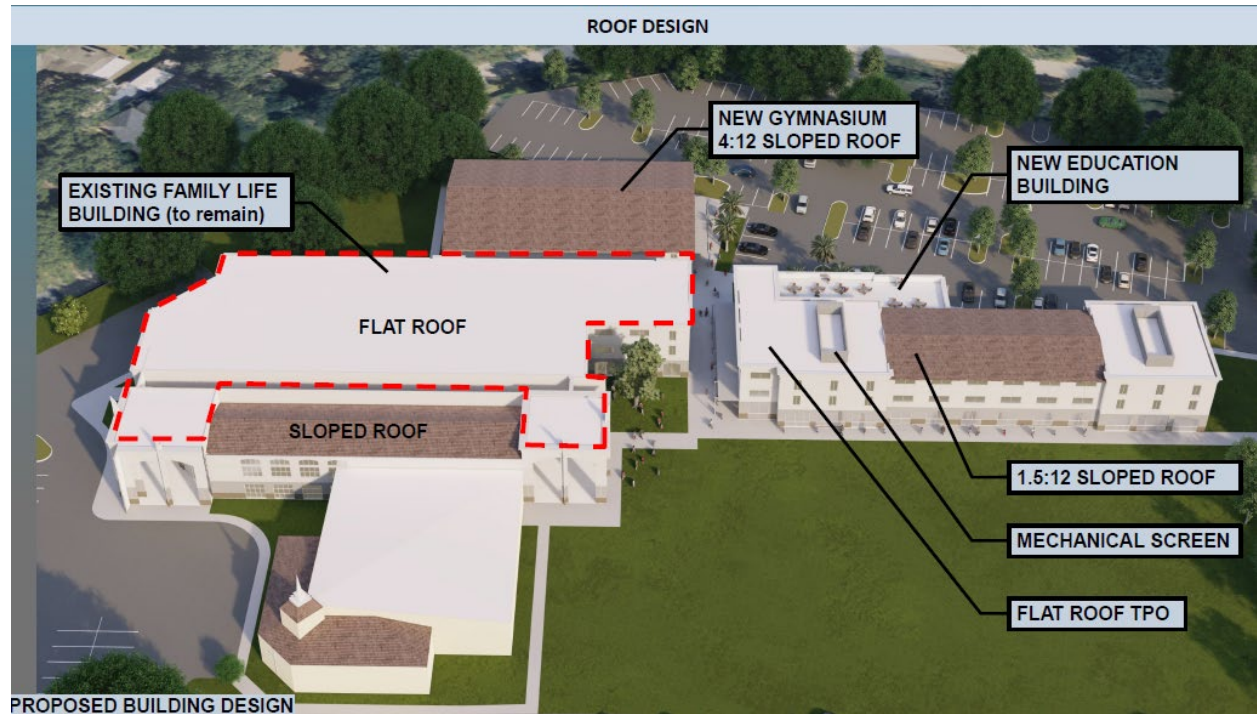 ROOF DESIGN
NEW GYMNASIUM
4:12 SLOPED ROOF
EXISTING FAMILY LIFE
BUILDING (to remain)
NEW EDUCATION
BUILDING
FLAT ROOF
SLOPED ROOF
1.5:12 SLOPED ROOF
MECHANICAL SCREEN
FLAT ROOF TPO
PROPOSED BUILDING DESIGN